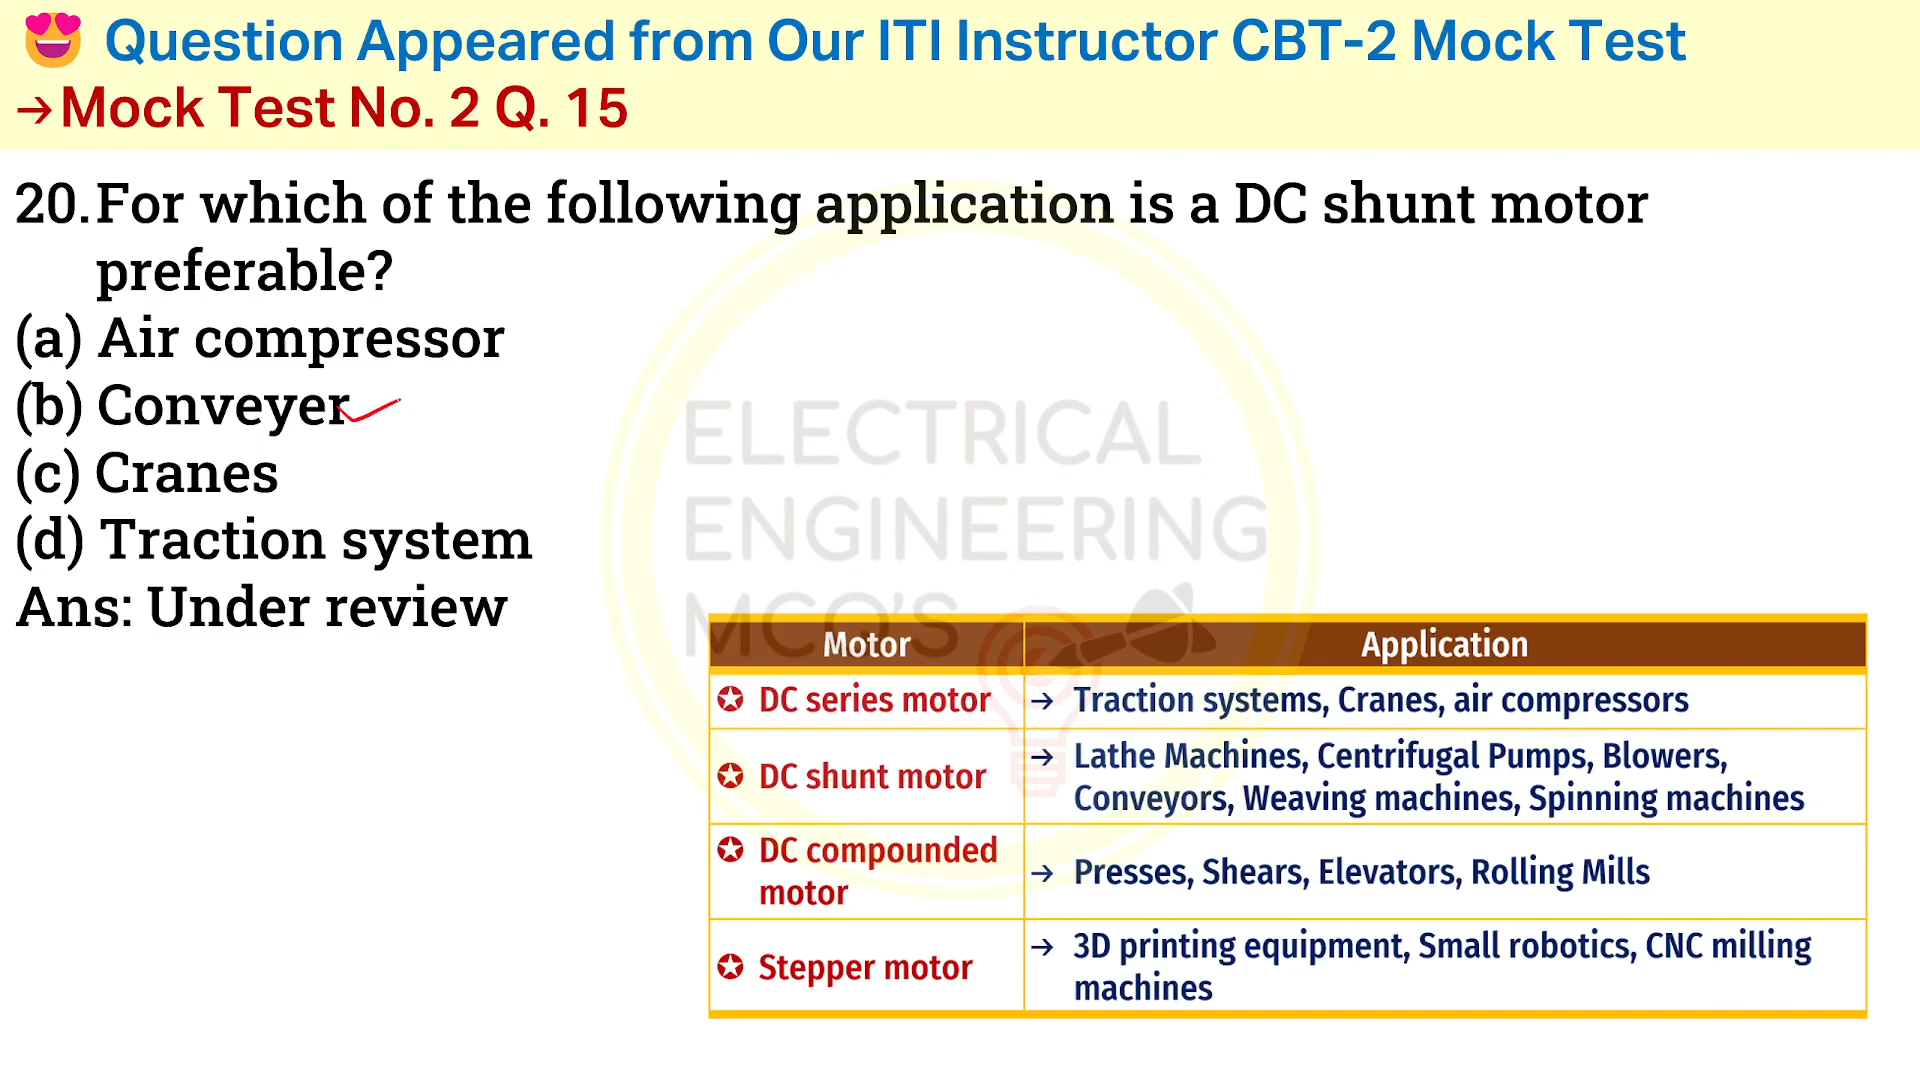 😍 Question Appeared from Our ITI Instructor CBT-2 Mock Test
→Mock Test No. 2 Q. 15
20. For which of the following application is a DC shunt motor
preferable?
(a) Air compressor
(b) Conveyer
(c) Cranes
(d) Traction system
Ans: Under review
ELECTRICAL
ENGINEERING
MCQ'S
Motor Application
✪ DC series motor → Traction systems, Cranes, air compressors
✪ DC shunt motor → Lathe Machines, Centrifugal Pumps, Blowers,
Conveyors, Weaving machines, Spinning machines
✪ DC compounded
motor → Presses, Shears, Elevators, Rolling Mills
✪ Stepper motor → 3D printing equipment, Small robotics, CNC milling
machines